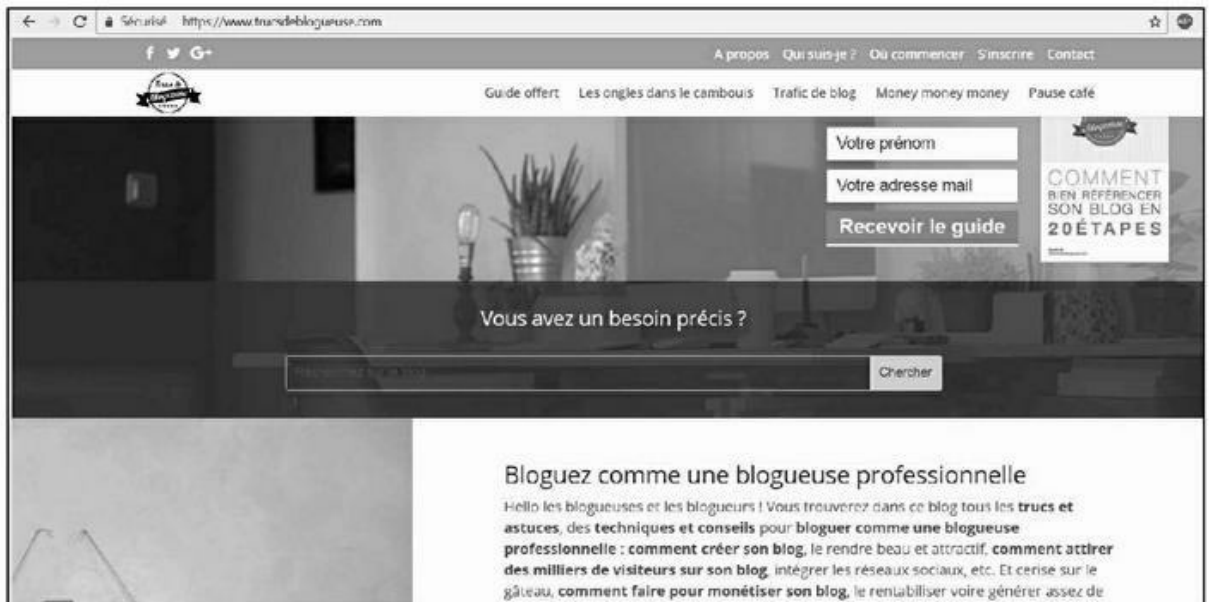 Sécurisé https://www.trucsdeblogueuse.com
f G+
A propos Qui suis-je ? Où commencer S'inscrire Contact
Trucs de
Blogueuse
Guide offert Les ongles dans le cambouis Trafic de blog Money money money Pause café
Votre prénom
Votre adresse mail
Recevoir le guide
Blogueuse
COMMENT
BIEN RÉFÉRENCER
SON BLOG EN
20 ÉTAPES
Vous avez un besoin précis ?
Chercher
Bloguez comme une blogueuse professionnelle
Hello les blogueuses et les blogueurs ! Vous trouverez dans ce blog tous les trucs et
astuces, des techniques et conseils pour bloguer comme une blogueuse
professionnelle : comment créer son blog, le rendre beau et attractif, comment attirer
des milliers de visiteurs sur son blog, intégrer les réseaux sociaux, etc. Et cerise sur le
gâteau, comment faire pour monétiser son blog, le rentabiliser voire générer assez de